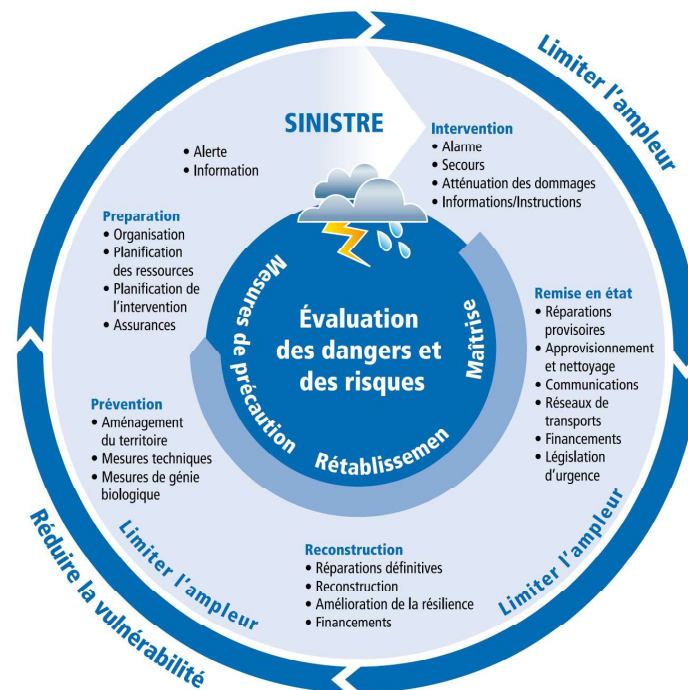 Limiter l'ampleur
SINISTRE
• Alerte
• Information
Intervention
• Alarme
• Secours
• Atténuation des dommages
• Informations/Instructions
Préparation
• Organisation
• Planification
des ressources
• Planification de
l'intervention
• Assurances
Remise en état
• Réparations
provisoires
• Approvisionnement
et nettoyage
• Communications
• Réseaux de
transports
• Financements
• Législation
d'urgence
Mesures de précaution
Évaluation
des dangers et
des risques
Maîtrise
Rétablissemen
Prévention
• Aménagement
du territoire
• Mesures techniques
• Mesures de génie
biologique
Limiter l'ampleur
Limiter l'ampleur
Reconstruction
• Réparations définitives
• Reconstruction
• Amélioration de la résilience
• Financements
Réduire la vulnérabilité